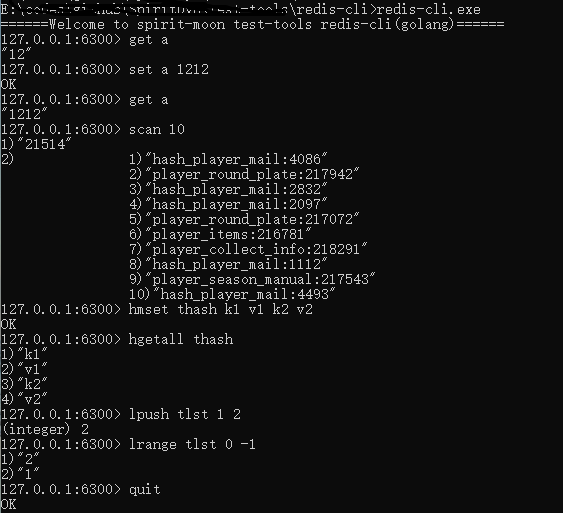 \redis-cli>redis-cli.exe
======Welcome to spirit-moon test-tools redis-cli(golang)======
127.0.0.1:6300> get a
"12"
127.0.0.1:6300> set a 1212
OK
127.0.0.1:6300> get a
"1212"
127.0.0.1:6300> scan 10
1)"21514"
2) 1)"hash_player_mail:4086"
2)"player_round_plate:217942"
3)"hash_player_mail:2832"
4)"hash_player_mail:2097"
5)"player_round_plate:217072"
6)"player_items:216781"
7)"player_collect_info:218291"
8)"hash_player_mail:1112"
9)"player_season_manual:217543"
10)"hash_player_mail:4493"
127.0.0.1:6300> hmset thash k1 v1 k2 v2
OK
127.0.0.1:6300> hgetall thash
1)"k1"
2)"v1"
3)"k2"
4)"v2"
127.0.0.1:6300> lpush tlst 1 2
(integer) 2
127.0.0.1:6300> lrange tlst 0 -1
1)"2"
2)"1"
127.0.0.1:6300> quit
OK